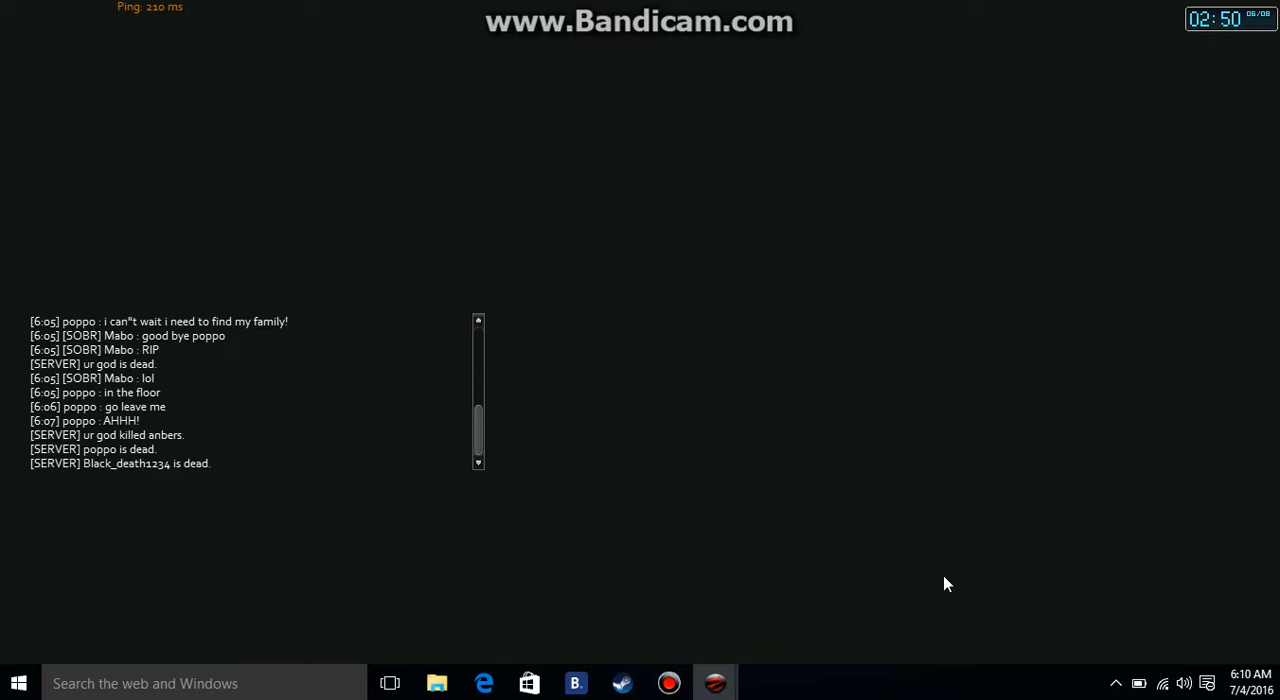 Ping: 210 ms
www.Bandicam.com
02:50 06/08
[6:05] poppo : i can"t wait i need to find my family!
[6:05] [SOBR] Mabo : good bye poppo
[6:05] [SOBR] Mabo : RIP
[SERVER] ur god is dead.
[6:05] [SOBR] Mabo : lol
[6:05] poppo : in the floor
[6:06] poppo : go leave me
[6:07] poppo : AHHH!
[SERVER] ur god killed anbers.
[SERVER] poppo is dead.
[SERVER] Black_death1234 is dead.
Search the web and Windows
B.
6:10 AM
7/4/2016